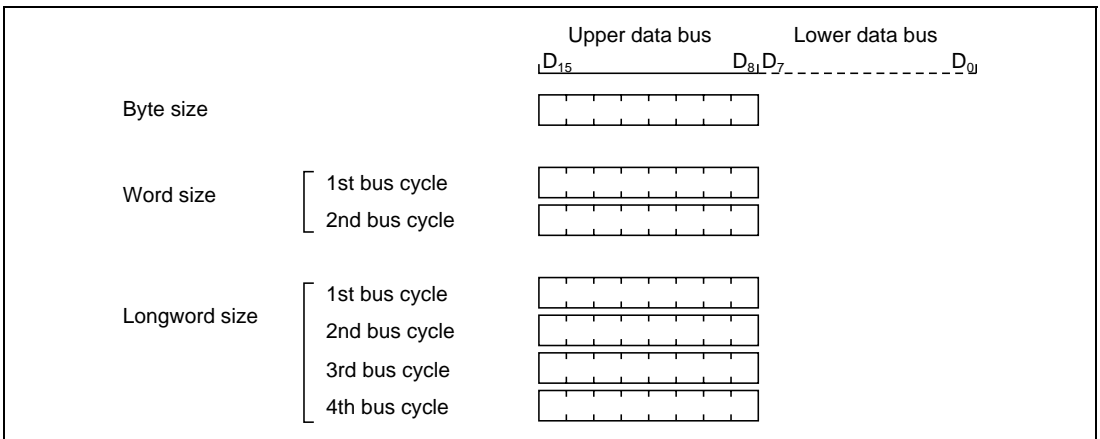 Upper data bus Lower data bus
D15 D8 D7 D0
Byte size
Word size
1st bus cycle
2nd bus cycle
Longword size
1st bus cycle
2nd bus cycle
3rd bus cycle
4th bus cycle